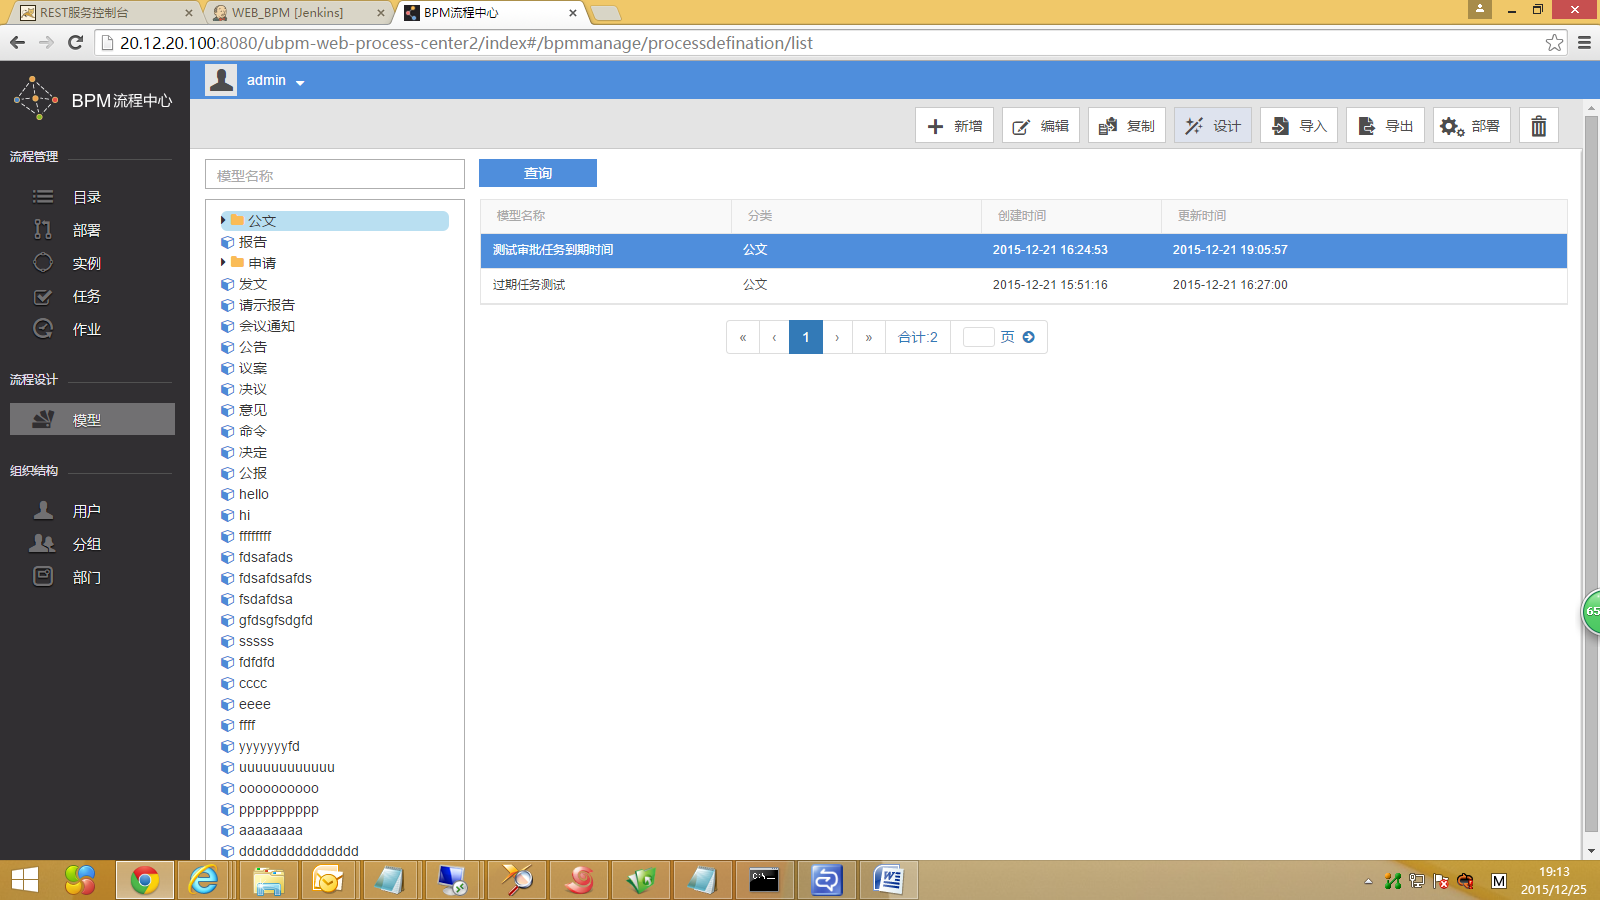 REST服务控制台
WEB_BPM [Jenkins]
BPM流程中心
20.12.20.100:8080/ubpm-web-process-center2/index#/bpmmanage/processdefination/list
BPM流程中心
admin
新增
编辑
复制
设计
导入
导出
部署
流程管理
目录
部署
实例
任务
作业
流程设计
模型
组织结构
用户
分组
部门
模型名称
查询
公文
报告
申请
发文
请示报告
会议通知
公告
议案
决议
意见
命令
决定
公报
hello
hi
ffffffff
fdsafads
fdsafdsafds
fsdafdsa
gfdsgfsdgfd
sssss
fdfdfd
cccc
eeee
ffff
yyyyyyyfd
uuuuuuuuuuuu
oooooooooo
pppppppppp
aaaaaaaa
ddddddddddddddd
模型名称 分类 创建时间 更新时间
测试审批任务到期时间 公文 2015-12-21 16:24:53 2015-12-21 19:05:57
过期任务测试 公文 2015-12-21 15:51:16 2015-12-21 16:27:00
« ‹ 1 › » 合计:2 页
65
C:\_
M
19:13
2015/12/25